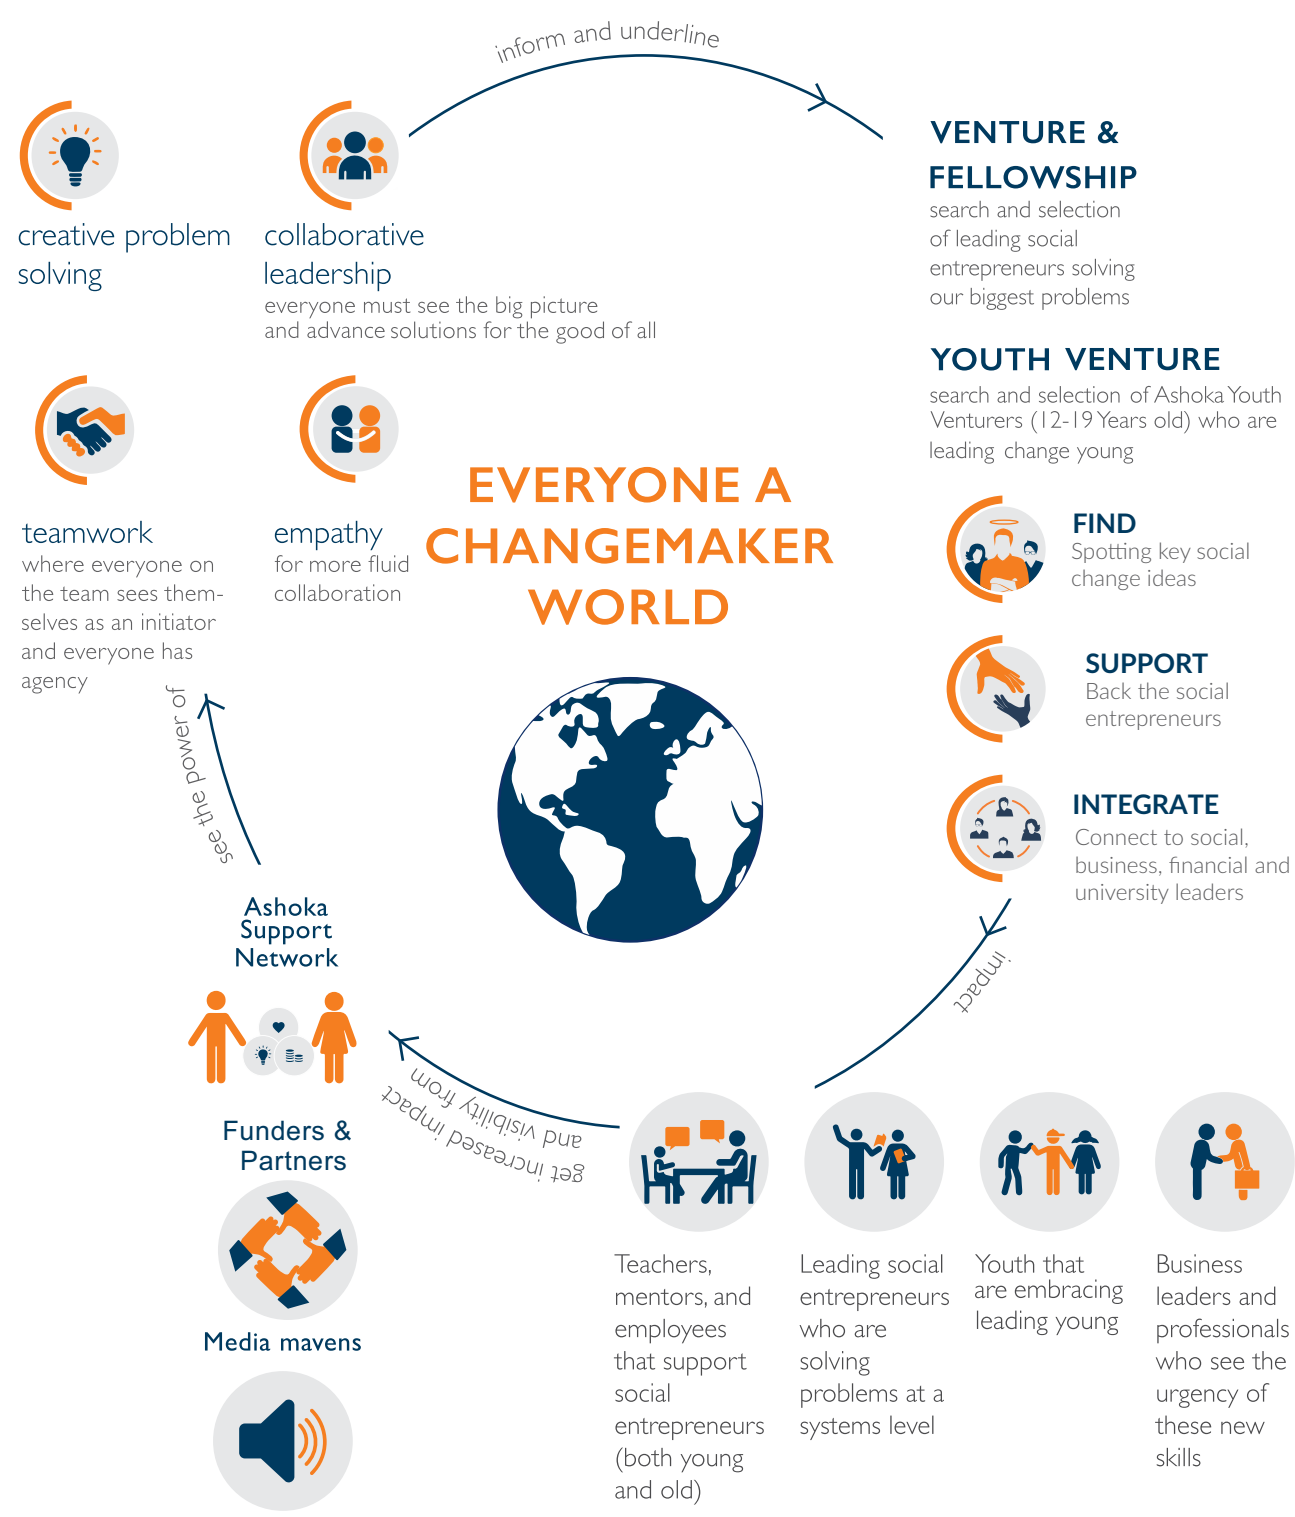 inform and underline
creative problem
solving
collaborative
leadership
everyone must see the big picture
and advance solutions for the good of all
teamwork
where everyone on
the team sees them-
selves as an initiator
and everyone has
agency
empathy
for more fluid
collaboration
EVERYONE A
CHANGEMAKER
WORLD
VENTURE &
FELLOWSHIP
search and selection
of leading social
entrepreneurs solving
our biggest problems
YOUTH VENTURE
search and selection of Ashoka Youth
Venturers (12-19 Years old) who are
leading change young
FIND
Spotting key social
change ideas
SUPPORT
Back the social
entrepreneurs
INTEGRATE
Connect to social,
business, financial and
university leaders
impact
Teachers,
mentors, and
employees
that support
social
entrepreneurs
(both young
and old)
Leading social
entrepreneurs
who are
solving
problems at a
systems level
Youth that
are embracing
leading young
Business
leaders and
professionals
who see the
urgency of
these new
skills
get increased impact
and visibility from
Ashoka
Support
Network
Funders &
Partners
Media mavens
see the power of